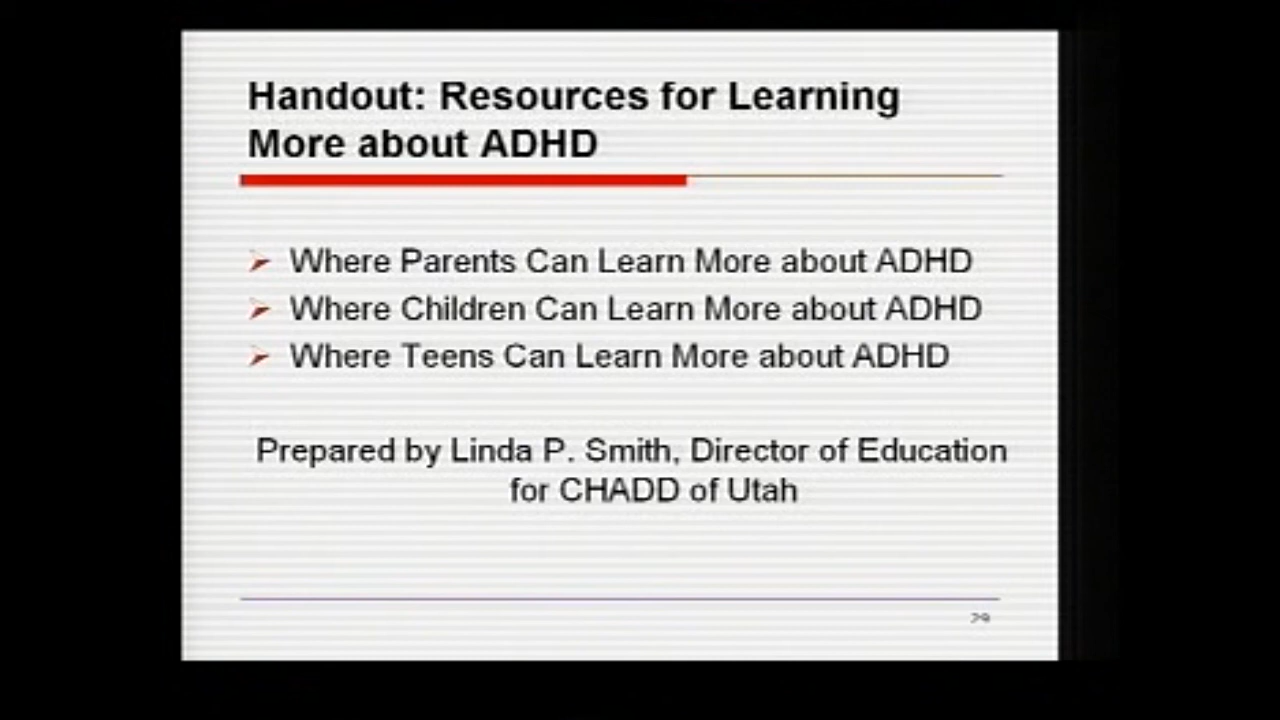 Handout: Resources for Learning
More about ADHD
Where Parents Can Learn More about ADHD
Where Children Can Learn More about ADHD
Where Teens Can Learn More about ADHD
Prepared by Linda P. Smith, Director of Education
for CHADD of Utah
29